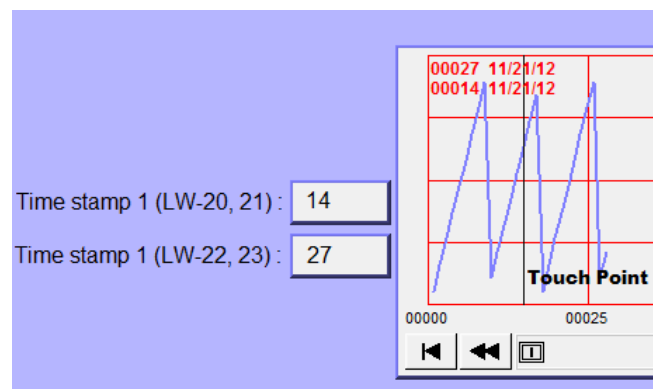 00027 11/21/12
00014 11/21/12
Time stamp 1 (LW-20, 21) : 14
Time stamp 1 (LW-22, 23) : 27
Touch Point
00000 00025